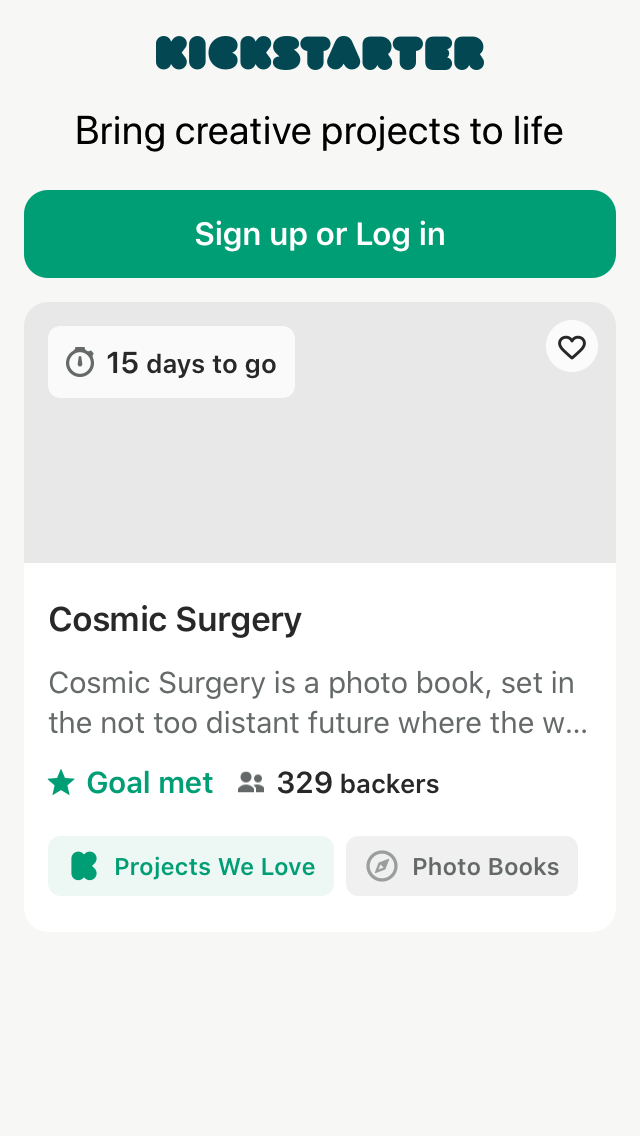 KICKSTARTER
Bring creative projects to life
Sign up or Log in
15 days to go
Cosmic Surgery
Cosmic Surgery is a photo book, set in
the not too distant future where the w...
Goal met 329 backers
Projects We Love Photo Books